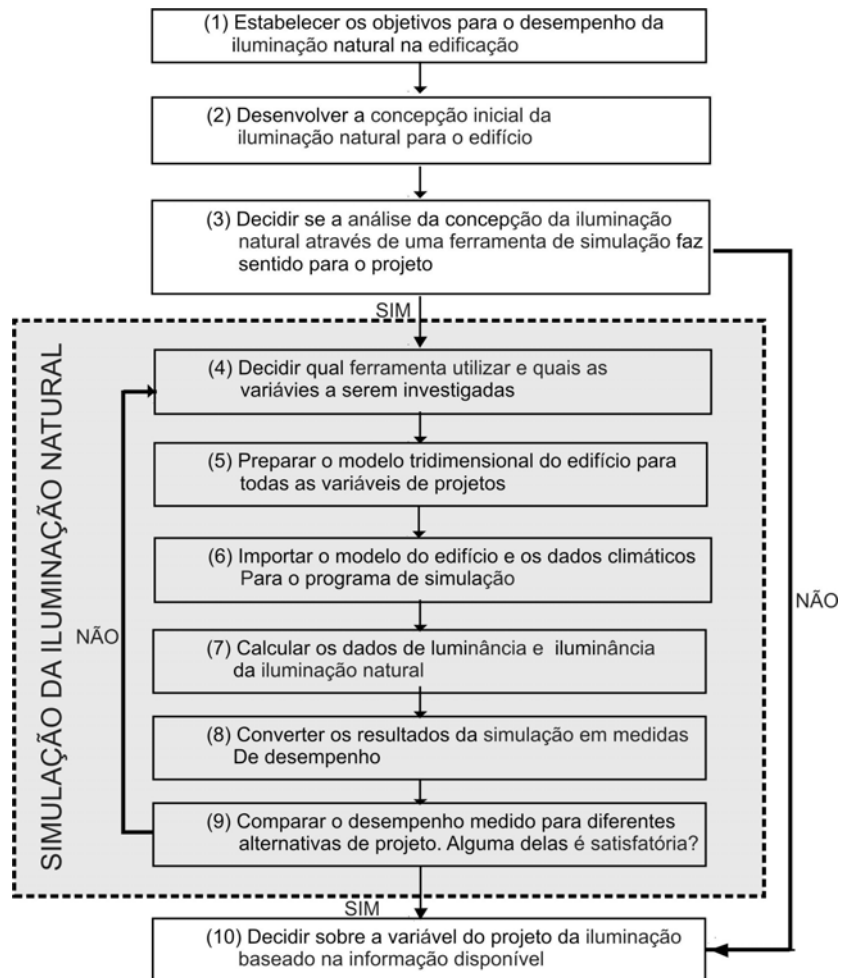 (1) Estabelecer os objetivos para o desempenho da
iluminação natural na edificação
(2) Desenvolver a concepção inicial da
iluminação natural para o edifício
(3) Decidir se a análise da concepção da iluminação
natural através de uma ferramenta de simulação faz
sentido para o projeto
SIM
SIMULAÇÃO DA ILUMINAÇÃO NATURAL
(4) Decidir qual ferramenta utilizar e quais as
variávies a serem investigadas
(5) Preparar o modelo tridimensional do edifício para
todas as variáveis de projetos
(6) Importar o modelo do edifício e os dados climáticos
Para o programa de simulação
NÃO
NÃO
(7) Calcular os dados de luminância e iluminância
da iluminação natural
(8) Converter os resultados da simulação em medidas
De desempenho
(9) Comparar o desempenho medido para diferentes
alternativas de projeto. Alguma delas é satisfatória?
SIM
(10) Decidir sobre a variável do projeto da iluminação
baseado na informação disponível